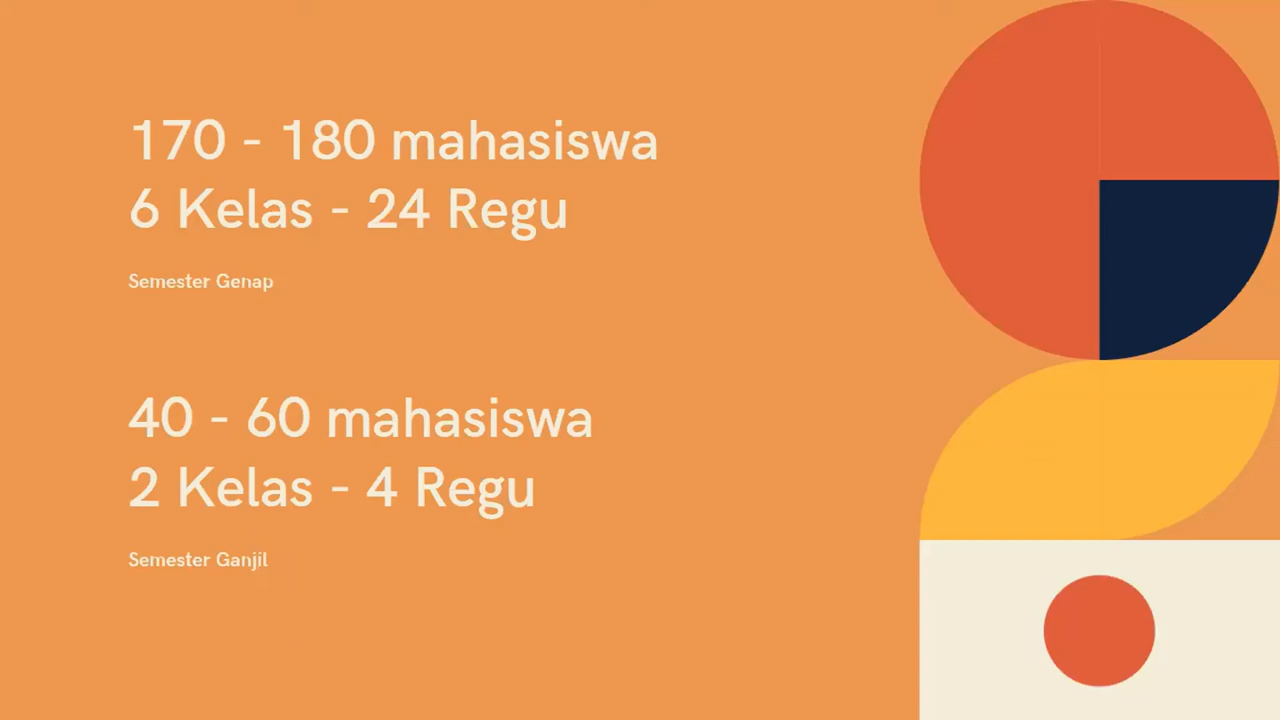 170 - 180 mahasiswa
6 Kelas - 24 Regu
Semester Genap
40 - 60 mahasiswa
2 Kelas - 4 Regu
Semester Ganjil